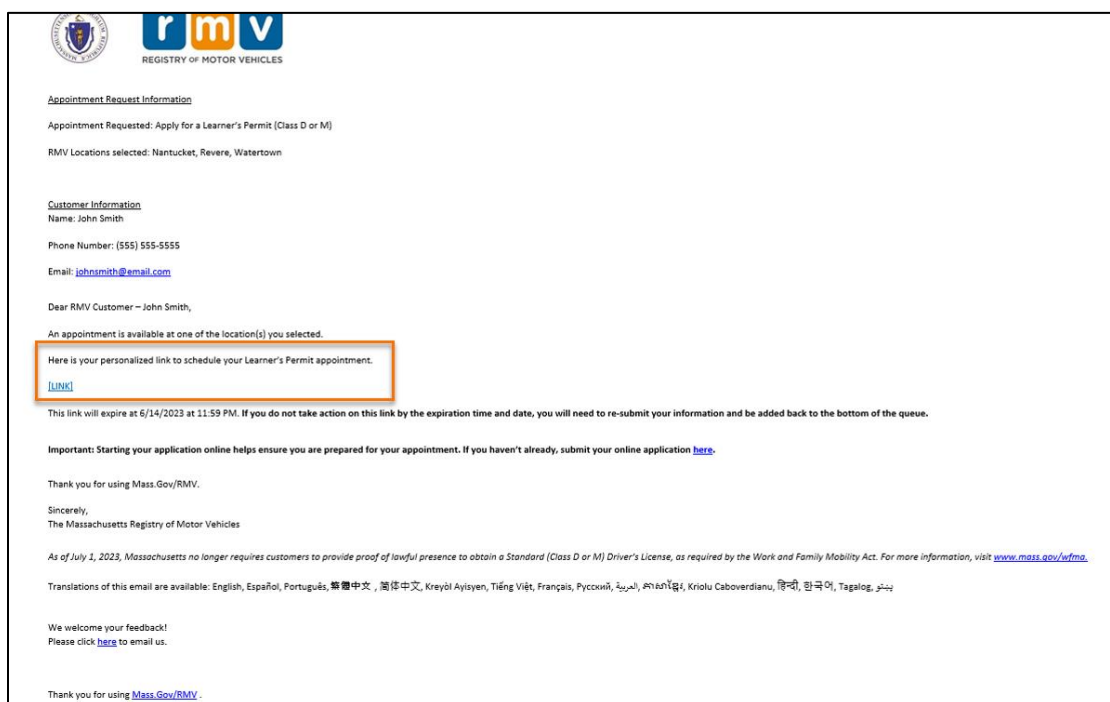 rmv
REGISTRY OF MOTOR VEHICLES
Appointment Request Information
Appointment Requested: Apply for a Learner's Permit (Class D or M)
RMV Locations selected: Nantucket, Revere, Watertown
Customer Information
Name: John Smith
Phone Number: (555) 555-5555
Email: johnsmith@email.com
Dear RMV Customer – John Smith,
An appointment is available at one of the location(s) you selected.
Here is your personalized link to schedule your Learner's Permit appointment.
[LINK]
This link will expire at 6/14/2023 at 11:59 PM. If you do not take action on this link by the expiration time and date, you will need to re-submit your information and be added back to the bottom of the queue.
Important: Starting your application online helps ensure you are prepared for your appointment. If you haven't already, submit your online application here.
Thank you for using Mass.Gov/RMV.
Sincerely,
The Massachusetts Registry of Motor Vehicles
As of July 1, 2023, Massachusetts no longer requires customers to provide proof of lawful presence to obtain a Standard (Class D or M) Driver's License, as required by the Work and Family Mobility Act. For more information, visit www.mass.gov/wfma.
Translations of this email are available: English, Español, Português, 繁體中文 , 简体中文, Kreyòl Ayisyen, Tiếng Việt, Français, Русский, العربية, ភាសាខ្មែរ, Kriolu Caboverdianu, हिन्दी, 한국어, Tagalog,
We welcome your feedback!
Please click here to email us.
Thank you for using Mass.Gov/RMV .